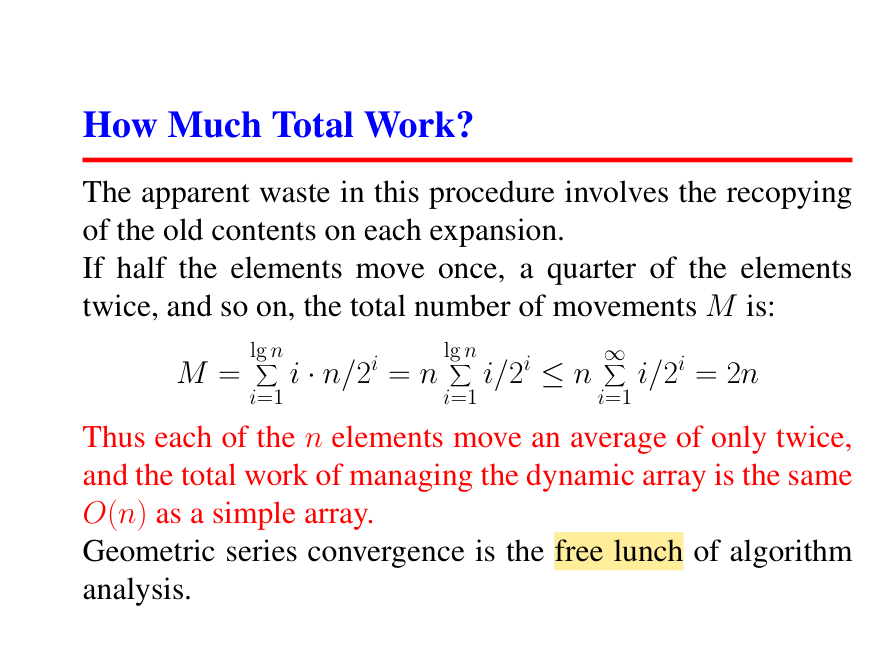 How Much Total Work?
The apparent waste in this procedure involves the recopying
of the old contents on each expansion.
If half the elements move once, a quarter of the elements
twice, and so on, the total number of movements M is:
M = ∑_{i=1}^{lg n} i · n/2^i = n ∑_{i=1}^{lg n} i/2^i ≤ n ∑_{i=1}^{∞} i/2^i = 2n
Thus each of the n elements move an average of only twice,
and the total work of managing the dynamic array is the same
O(n) as a simple array.
Geometric series convergence is the free lunch of algorithm
analysis.